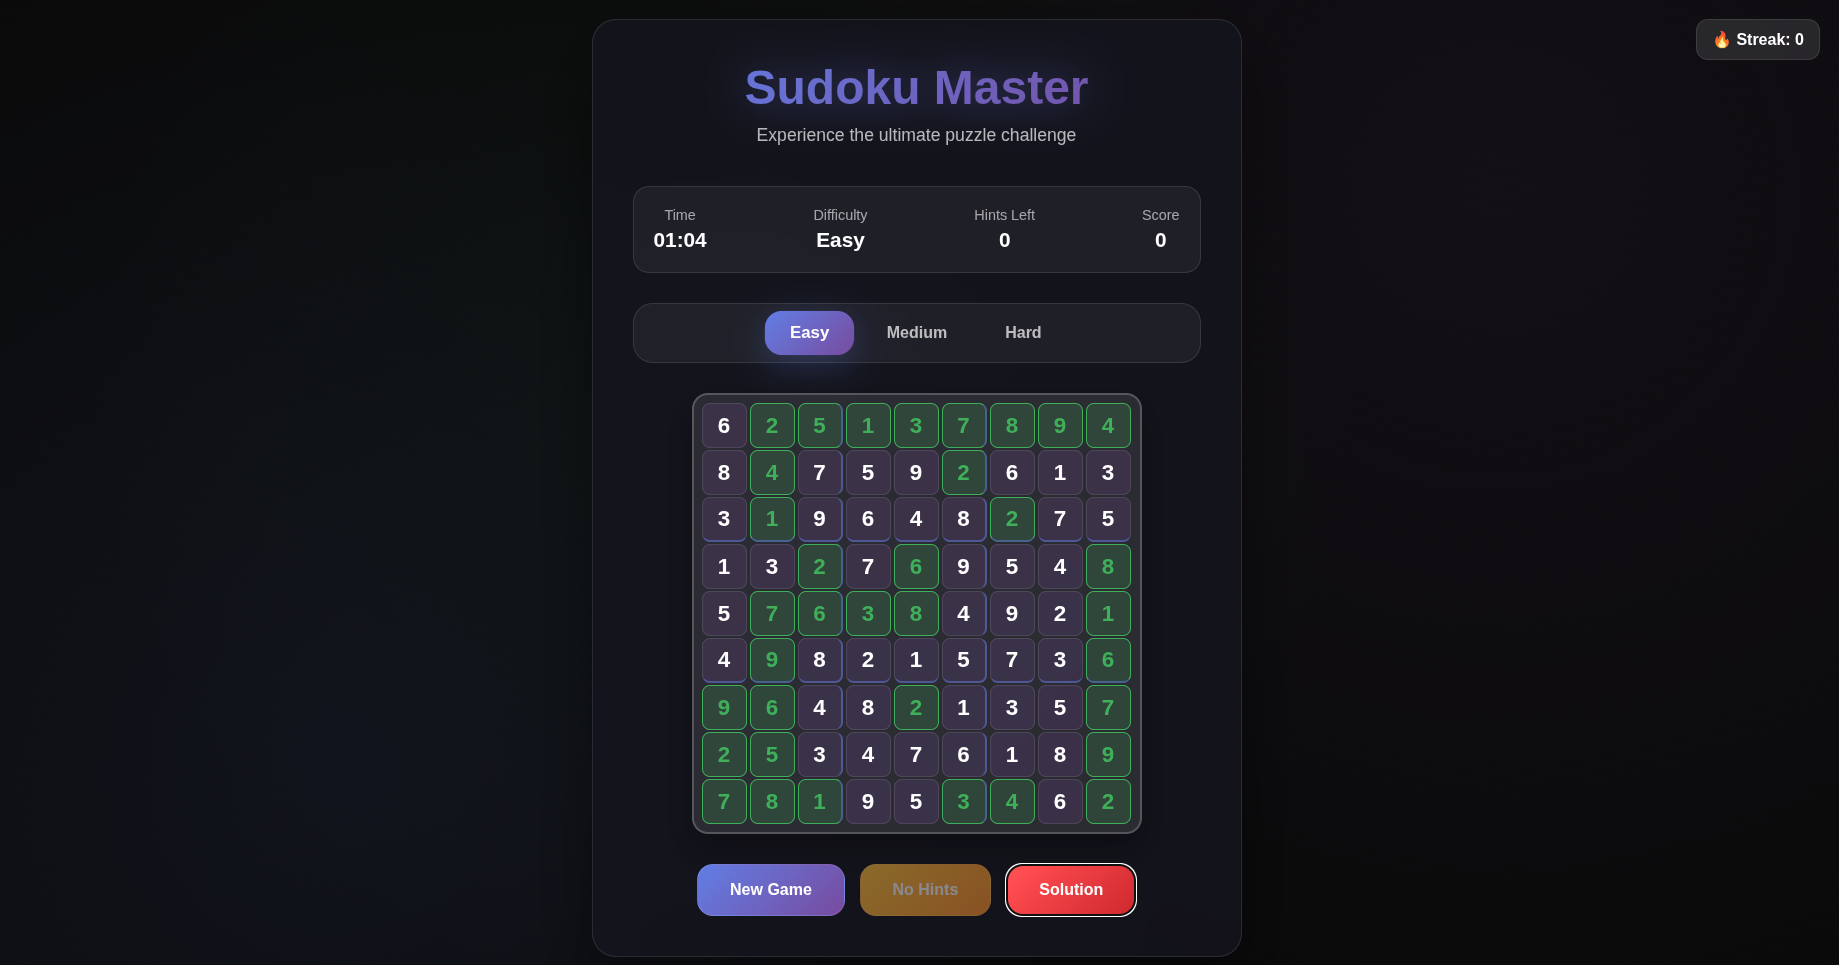 🔥 Streak: 0
Sudoku Master
Experience the ultimate puzzle challenge
Time Difficulty Hints Left Score
01:04 Easy 0 0
Easy Medium Hard
6 2 5 1 3 7 8 9 4
8 4 7 5 9 2 6 1 3
3 1 9 6 4 8 2 7 5
1 3 2 7 6 9 5 4 8
5 7 6 3 8 4 9 2 1
4 9 8 2 1 5 7 3 6
9 6 4 8 2 1 3 5 7
2 5 3 4 7 6 1 8 9
7 8 1 9 5 3 4 6 2
New Game No Hints Solution